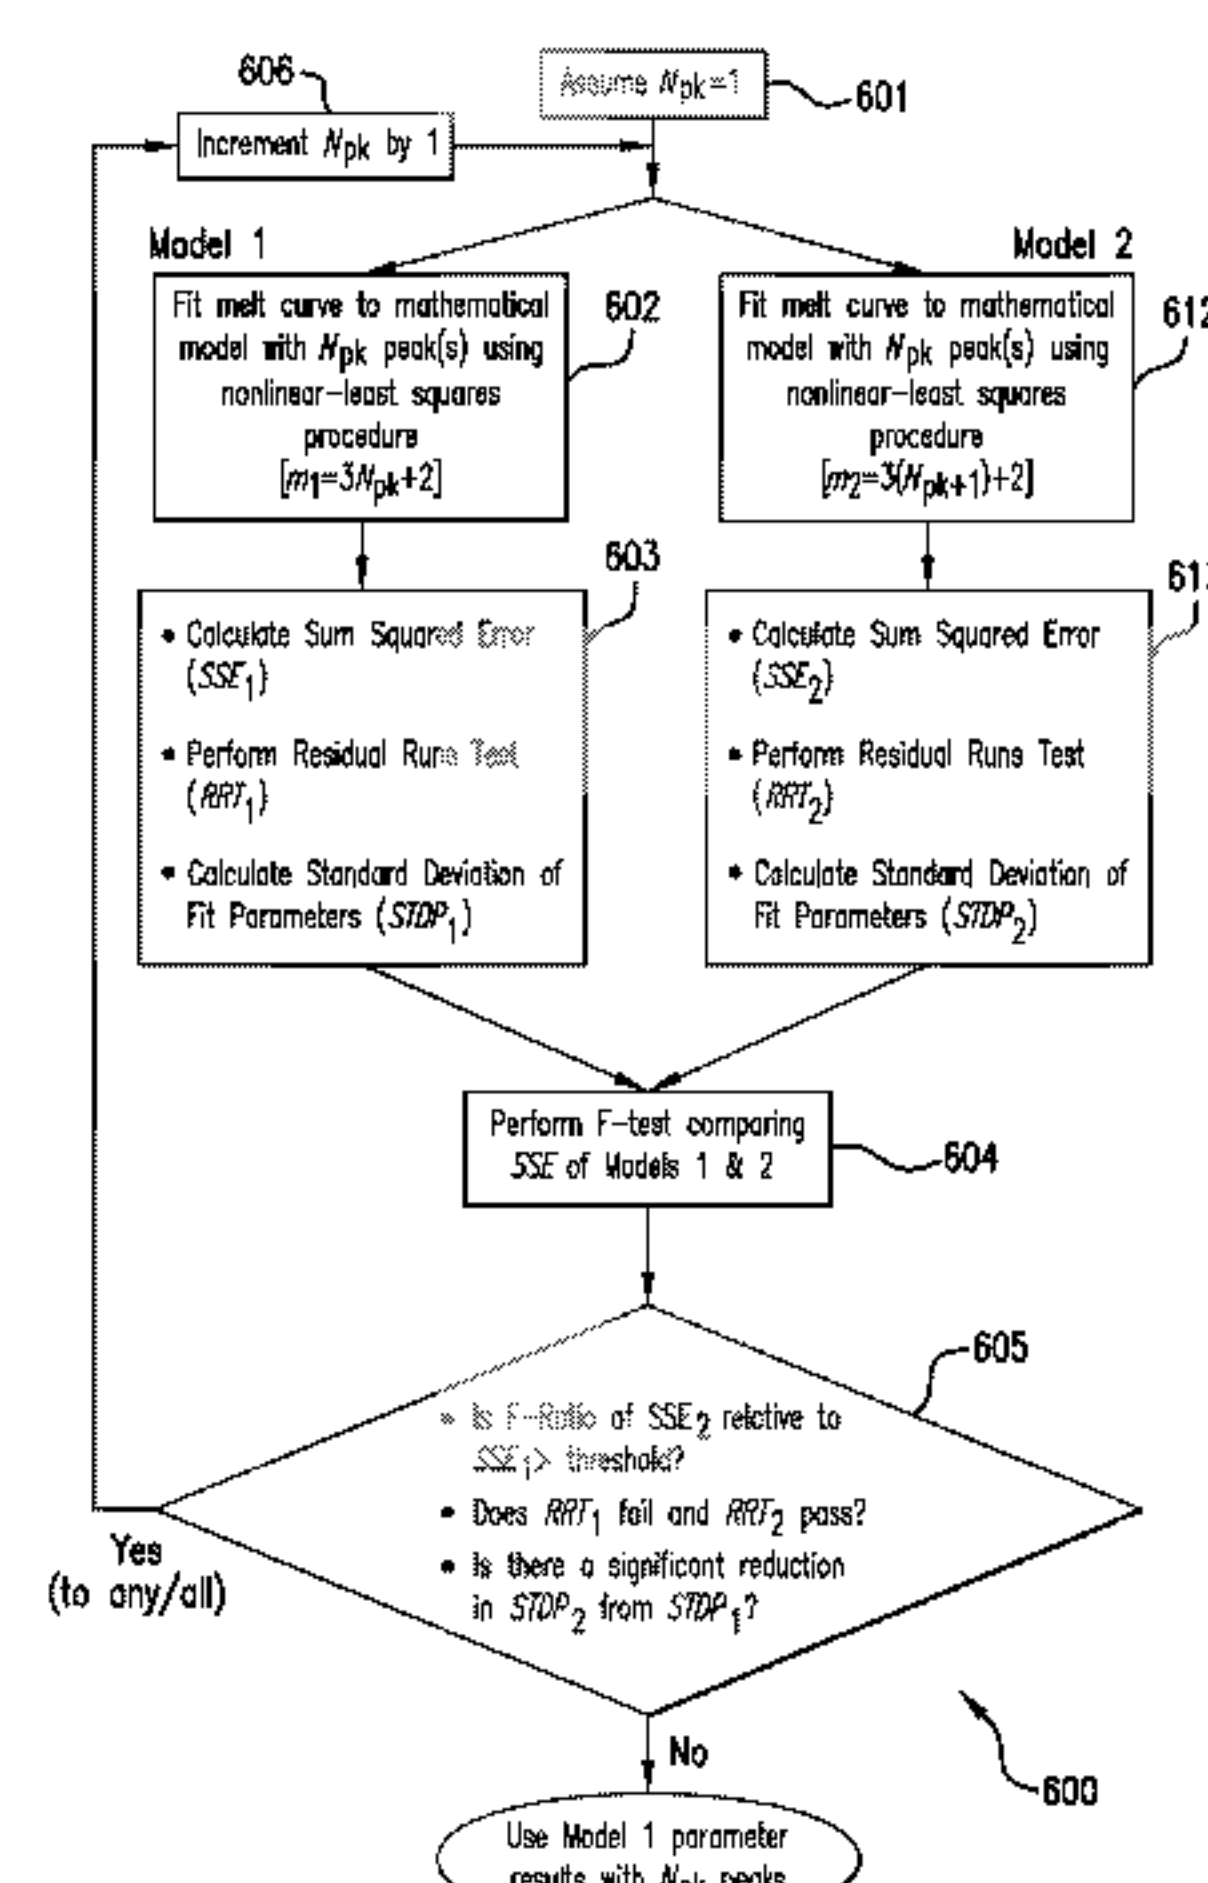 606
Assume Npk=1
601
Increment Npk by 1
Model 1
Model 2
Fit melt curve to mathematical
model with Npk peak(s) using
nonlinear-least squares
procedure
[m1=3Npk+2]
602
Fit melt curve to mathematical
model with Npk peak(s) using
nonlinear-least squares
procedure
[m2=3(Npk+1)+2]
612
603
• Calculate Sum Squared Error
(SSE1)
• Perform Residual Runs Test
(RRT1)
• Calculate Standard Deviation of
Fit Parameters (STDP1)
613
• Calculate Sum Squared Error
(SSE2)
• Perform Residual Runs Test
(RRT2)
• Calculate Standard Deviation of
Fit Parameters (STDP2)
Perform F-test comparing
SSE of Models 1 & 2
604
605
• Is F-Ratio of SSE2 relative to
SSE1> threshold?
• Does RRT1 fail and RRT2 pass?
• Is there a significant reduction
in STDP2 from STDP1?
Yes
(to any/all)
No
600
Use Model 1 parameter
results with Npk peaks